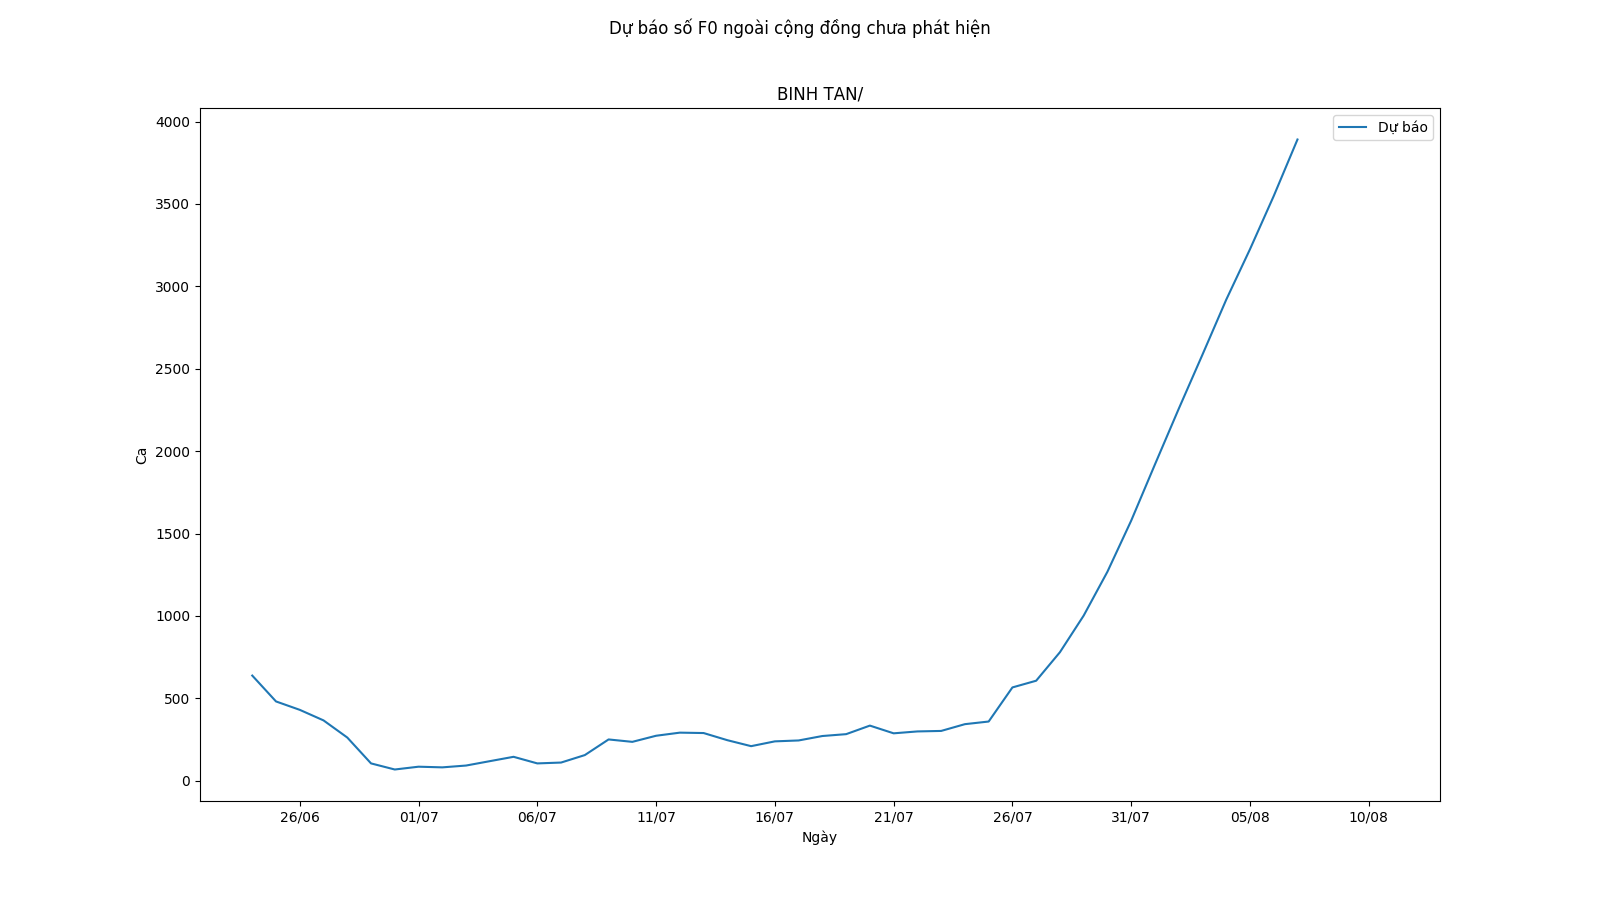 Dự báo số F0 ngoài cộng đồng chưa phát hiện
BINH TAN/
Dự báo
4000
3500
3000
2500
2000
1500
1000
500
0
Ca
26/06 01/07 06/07 11/07 16/07 21/07 26/07 31/07 05/08 10/08
Ngày